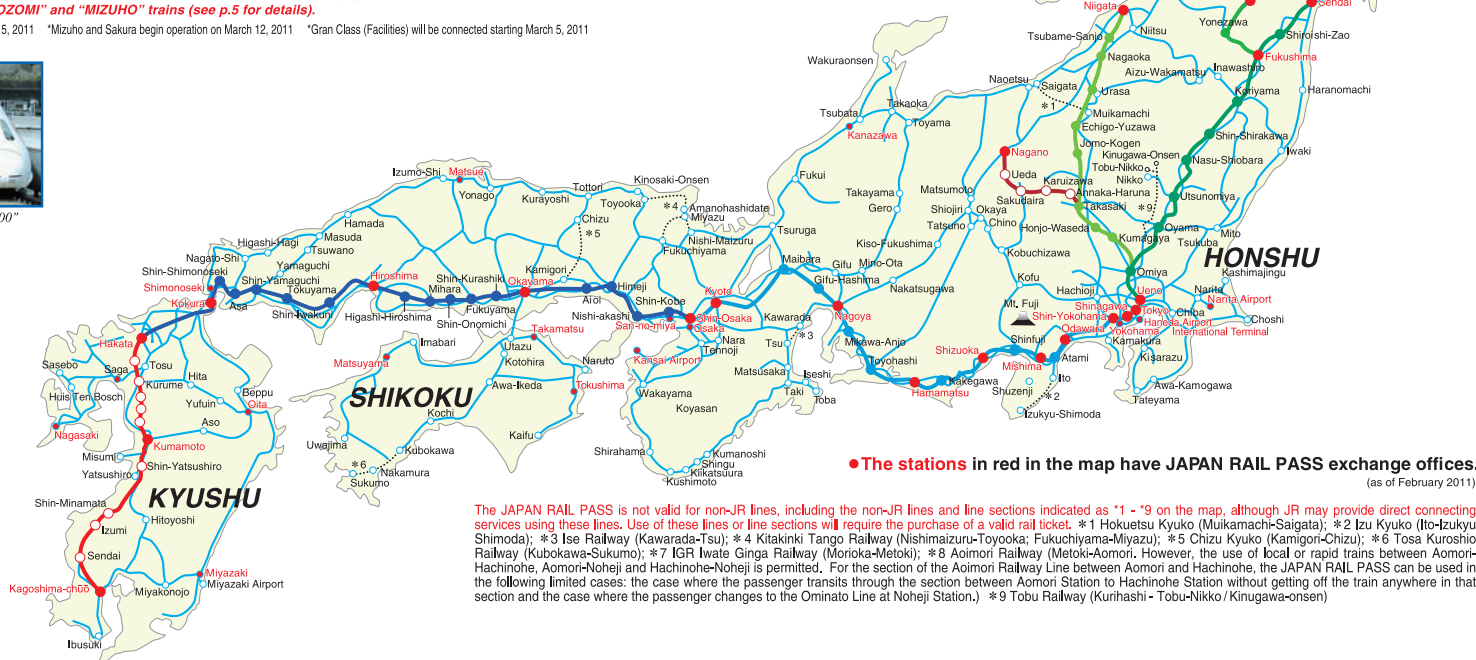 OZOMI” and “MIZUHO” trains (see p.5 for details).
5, 2011 *Mizuho and Sakura begin operation on March 12, 2011 *Gran Class (Facilities) will be connected starting March 5, 2011
00”
Niigata
Sendai
Yonezawa
Tsubame-Sanjo
Niitsu
Shiroishi-Zao
Nagaoka
Fukushima
Wakuraonsen
Aizu-Wakamatsu
Inawashiro
Naoetsu
Saigata
Urasa
Koriyama
Haranomachi
*1
Tsubata
Takaoka
Muikamachi
Toyama
Kanazawa
Echigo-Yuzawa
Shin-Shirakawa
Jomo-Kogen
Iwaki
Nagano
Kinugawa-Onsen
Tobu-Nikko
Nasu-Shiobara
Nikko
Izumo-Shi
Matsue
Fukui
Ueda
Karuizawa
Kinosaki-Onsen
Tottori
Yonago
Kurayoshi
Toyooka
Takayama
Matsumoto
Sakudaira
Annaka-Haruna
Utsunomiya
*4
Amanohashidate
Gero
Shiojiri
Okaya
Takasaki
*9
Hamada
Chizu
Miyazu
Tatsuno
Chino
Honjo-Waseda
Oyama
*5
Tsuruga
Mito
Masuda
Nishi-Maizuru
Kumagaya
Tsukuba
Higashi-Hagi
Tsuwano
Fukuchiyama
Kiso-Fukushima
Kobuchizawa
HONSHU
Nagato-Shi
Maibara
Gifu
Mino-Ota
Omiya
Yamaguchi
Kamigori
Gifu-Hashima
Kofu
Kashimajingu
Shin-Shimonoseki
Shin-Yamaguchi
Hiroshima
Shin-Kurashiki
Okayama
Himeji
Kyoto
Nakatsugawa
Hachioji
Ueno
Narita
Shimonoseki
Tokuyama
Mihara
Aioi
Shin-Kobe
Mt. Fuji
Shinagawa
Tokyo
Narita Airport
Kokura
Asa
Fukuyama
Nagoya
Shin-Yokohama
Chiba
Shin-Iwakuni
Higashi-Hiroshima
Nishi-akashi
Shin-Osaka
Kawarada
Haneda Airport
Choshi
Shin-Onomichi
San-no-miya
Osaka
*3
Odawara
Yokohama
International Terminal
Hakata
Takamatsu
Nara
Tsu
Mikawa-Anjo
Shinfuji
Kamakura
Imabari
Utazu
Tennoji
Shizuoka
Atami
Kisarazu
Matsuyama
Kotohira
Naruto
Kansai Airport
Toyohashi
Mishima
Sasebo
Tosu
Saga
Hita
Matsusaka
Iseshi
Kakegawa
Shuzenji
Ito
Awa-Kamogawa
Kurume
Beppu
SHIKOKU
Awa-Ikeda
Tokushima
Wakayama
Taki
Toba
Hamamatsu
*2
Tateyama
Huis Ten Bosch
Yufuin
Oita
Koyasan
Izukyu-Shimoda
Kochi
Nagasaki
Aso
Kaifu
Kumamoto
Uwajima
Kubokawa
Shirahama
Kumanoshi
Misumi
Shin-Yatsushiro
*6
Shingu
Yatsushiro
Nakamura
Kiikatsuura
Sukumo
Kushimoto
KYUSHU
Shin-Minamata
Hitoyoshi
Izumi
Sendai
Miyazaki
Kagoshima-chūō
Miyakonojo
Miyazaki Airport
Ibusuki
The stations in red in the map have JAPAN RAIL PASS exchange offices.
(as of February 2011)
The JAPAN RAIL PASS is not valid for non-JR lines, including the non-JR lines and line sections indicated as *1 - *9 on the map, although JR may provide direct connecting
services using these lines. Use of these lines or line sections will require the purchase of a valid rail ticket. *1 Hokuetsu Kyuko (Muikamachi-Saigata); *2 Izu Kyuko (Ito-Izukyu
Shimoda); *3 Ise Railway (Kawarada-Tsu); *4 Kitakinki Tango Railway (Nishimaizuru-Toyooka; Fukuchiyama-Miyazu); *5 Chizu Kyuko (Kamigori-Chizu); *6 Tosa Kuroshio
Railway (Kubokawa-Sukumo); *7 IGR Iwate Ginga Railway (Morioka-Metoki); *8 Aoimori Railway (Metoki-Aomori. However, the use of local or rapid trains between Aomori-
Hachinohe, Aomori-Noheji and Hachinohe-Noheji is permitted. For the section of the Aoimori Railway Line between Aomori and Hachinohe, the JAPAN RAIL PASS can be used in
the following limited cases: the case where the passenger transits through the section between Aomori Station to Hachinohe Station without getting off the train anywhere in that
section and the case where the passenger changes to the Ominato Line at Noheji Station.) *9 Tobu Railway (Kurihashi - Tobu-Nikko / Kinugawa-onsen)